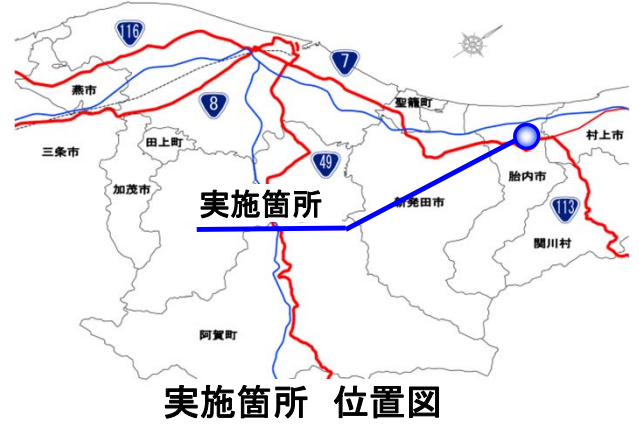 116
7
燕市
8
聖籠町
三条市
田上町
49
村上市
加茂市
胎内市
実施箇所
新発田市
113
関川村
阿賀町
実施箇所 位置図